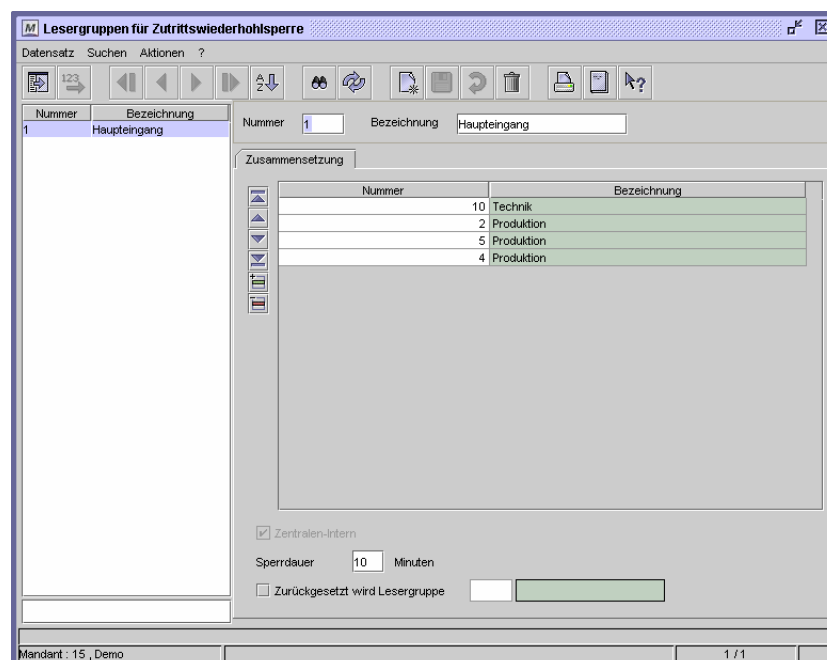 M Lesergruppen für Zutrittswiederhohlsperre
Datensatz Suchen Aktionen ?
123 A Z ?
Nummer Bezeichnung
1 Haupteingang
Nummer 1 Bezeichnung Haupteingang
Zusammensetzung
Nummer Bezeichnung
10 Technik
2 Produktion
5 Produktion
4 Produktion
Zentralen-Intern
Sperrdauer 10 Minuten
Zurückgesetzt wird Lesergruppe
Mandant : 15 , Demo 1 / 1